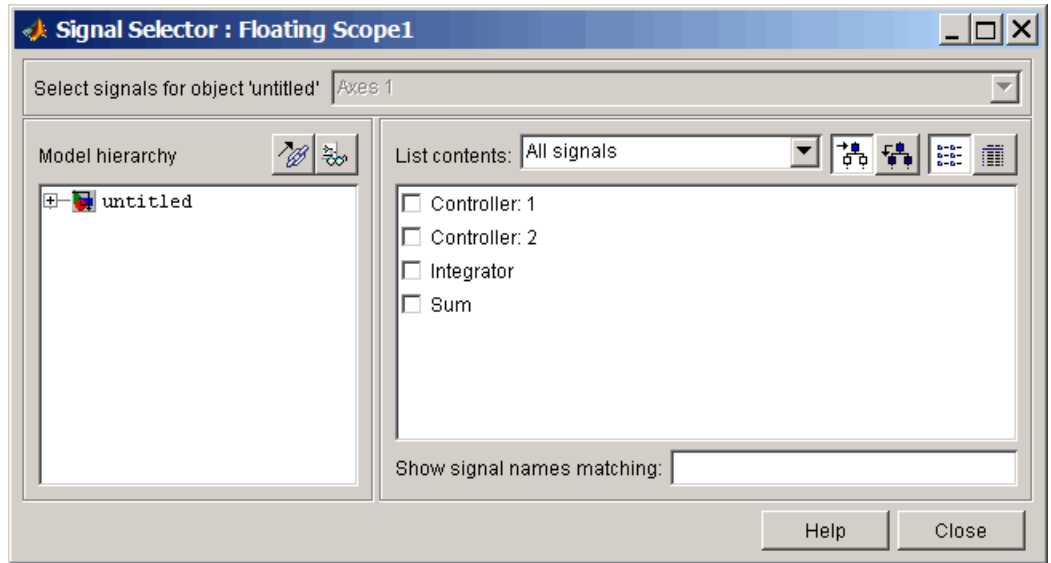 Signal Selector : Floating Scope1
Select signals for object 'untitled' Axes 1
Model hierarchy
untitled
List contents: All signals
Controller: 1
Controller: 2
Integrator
Sum
Show signal names matching:
Help Close